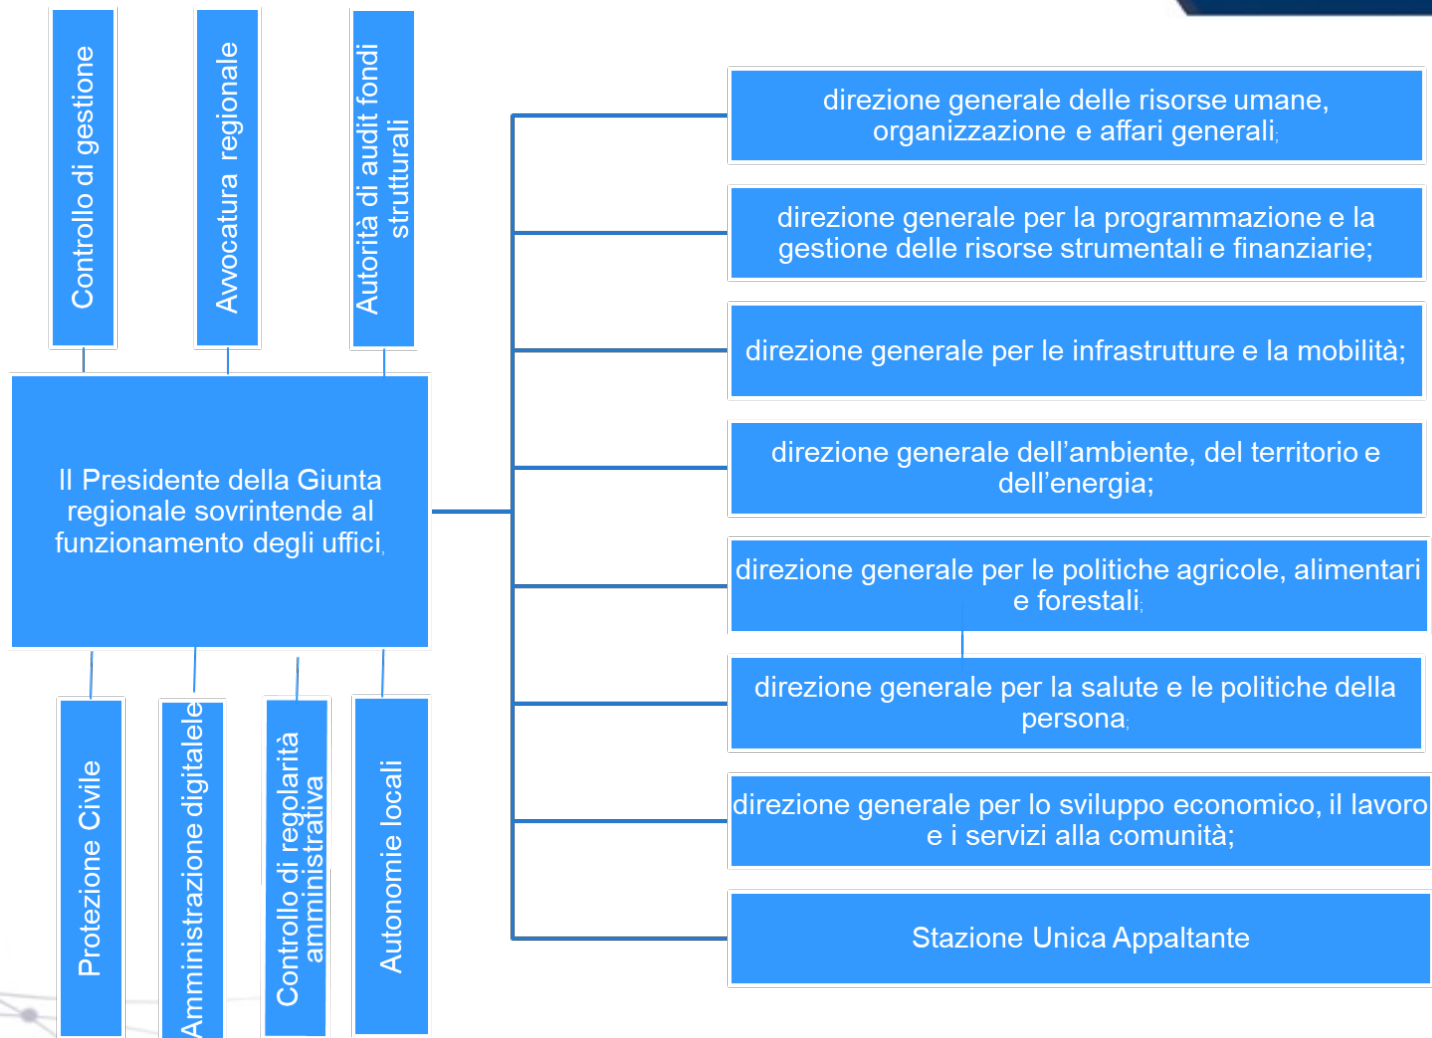 Controllo di gestione
Avvocatura regionale
Autorità di audit fondi
strutturali
Il Presidente della Giunta
regionale sovrintende al
funzionamento degli uffici,
Protezione Civile
Amministrazione digitalele
Controllo di regolarità
amministrativa
Autonomie locali
direzione generale delle risorse umane,
organizzazione e affari generali;
direzione generale per la programmazione e la
gestione delle risorse strumentali e finanziarie;
direzione generale per le infrastrutture e la mobilità;
direzione generale dell’ambiente, del territorio e
dell’energia;
direzione generale per le politiche agricole, alimentari
e forestali;
direzione generale per la salute e le politiche della
persona;
direzione generale per lo sviluppo economico, il lavoro
e i servizi alla comunità;
Stazione Unica Appaltante